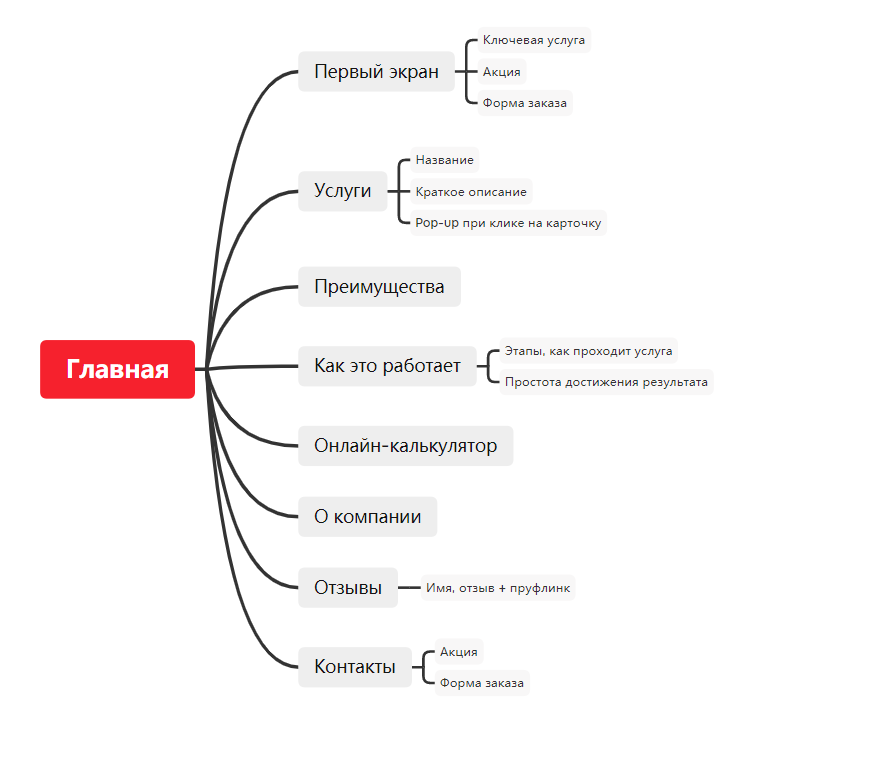 Главная
Первый экран
Ключевая услуга
Акция
Форма заказа
Услуги
Название
Краткое описание
Pop-up при клике на карточку
Преимущества
Как это работает
Этапы, как проходит услуга
Простота достижения результата
Онлайн-калькулятор
О компании
Отзывы
Имя, отзыв + пруфлинк
Контакты
Акция
Форма заказа